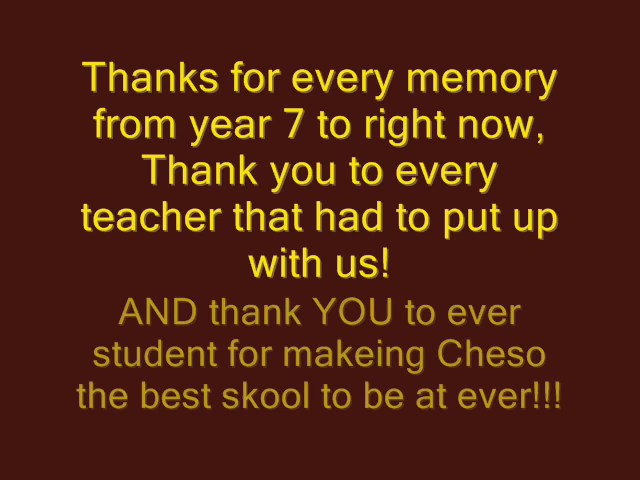 Thanks for every memory
from year 7 to right now,
Thank you to every
teacher that had to put up
with us!
AND thank YOU to ever
student for makeing Cheso
the best skool to be at ever!!!